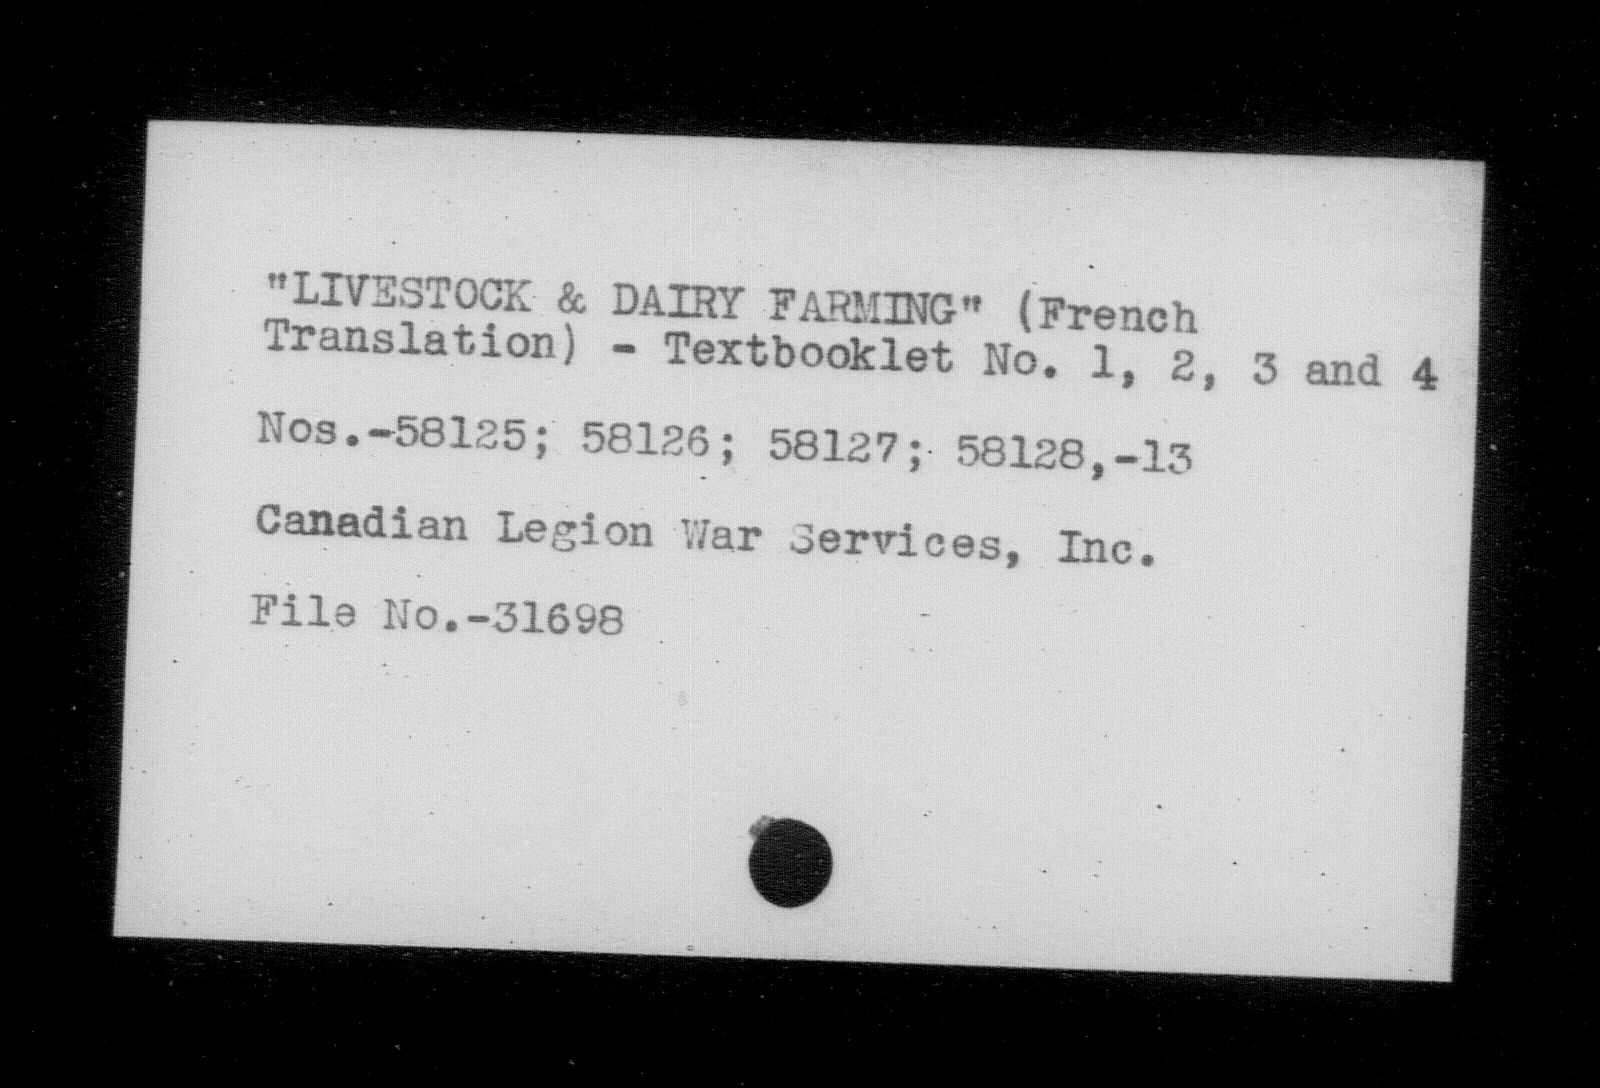 "LIVESTOCK & DAIRY FARMING" (French
Translation) - Textbooklet No. 1, 2, 3 and 4
Nos.-58125; 58126; 58127; 58128,-13
Canadian Legion War Services, Inc.
File No.-31698